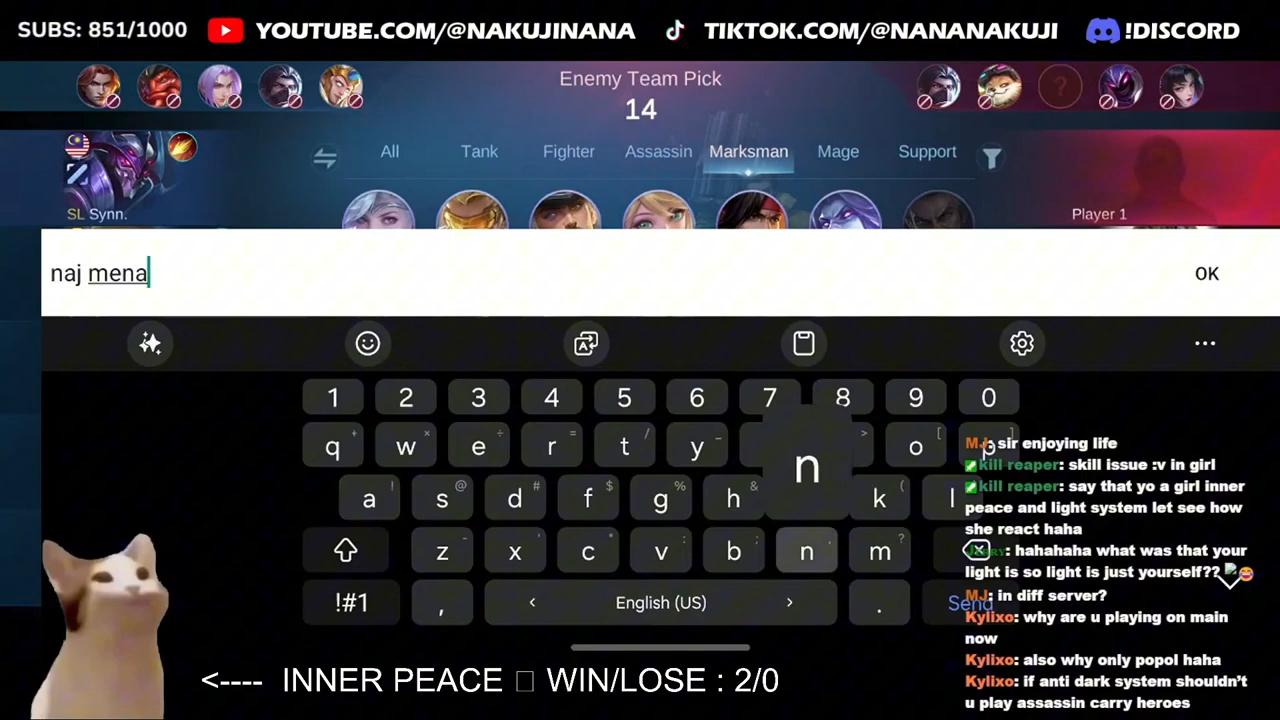 SUBS: 851/1000 YOUTUBE.COM/@NAKUJINANA TIKTOK.COM/@NANANAKUJI !DISCORD
Enemy Team Pick
14
?
All Tank Fighter Assassin Marksman Mage Support
SL Synn.
Player 1
naj mena
OK
1 2 3 4 5 6 7 8 9 0
q w e r t y o p
n
a s d f g h k l
z x c v b n m
!#1 , < English (US) > . Send
MJ: sir enjoying life
kill reaper: skill issue :v in girl
kill reaper: say that yo a girl inner
peace and light system let see how
she react haha
: hahahaha what was that your
light is so light is just yourself??
MJ: in diff server?
Kylixo: why are u playing on main
now
Kylixo: also why only popol haha
Kylixo: if anti dark system shouldn't
u play assassin carry heroes
<---- INNER PEACE WIN/LOSE : 2/0